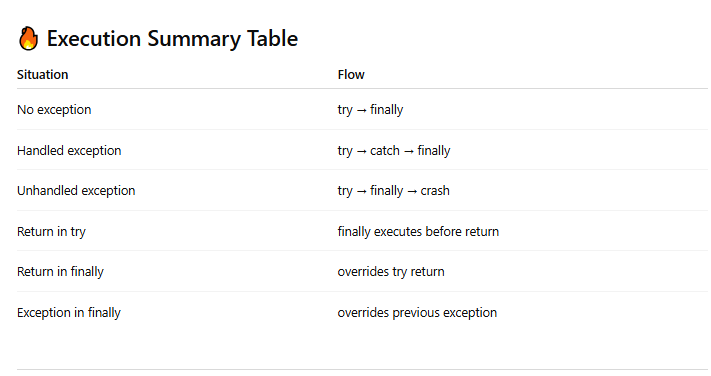 🔥 Execution Summary Table
Situation Flow
No exception try → finally
Handled exception try → catch → finally
Unhandled exception try → finally → crash
Return in try finally executes before return
Return in finally overrides try return
Exception in finally overrides previous exception